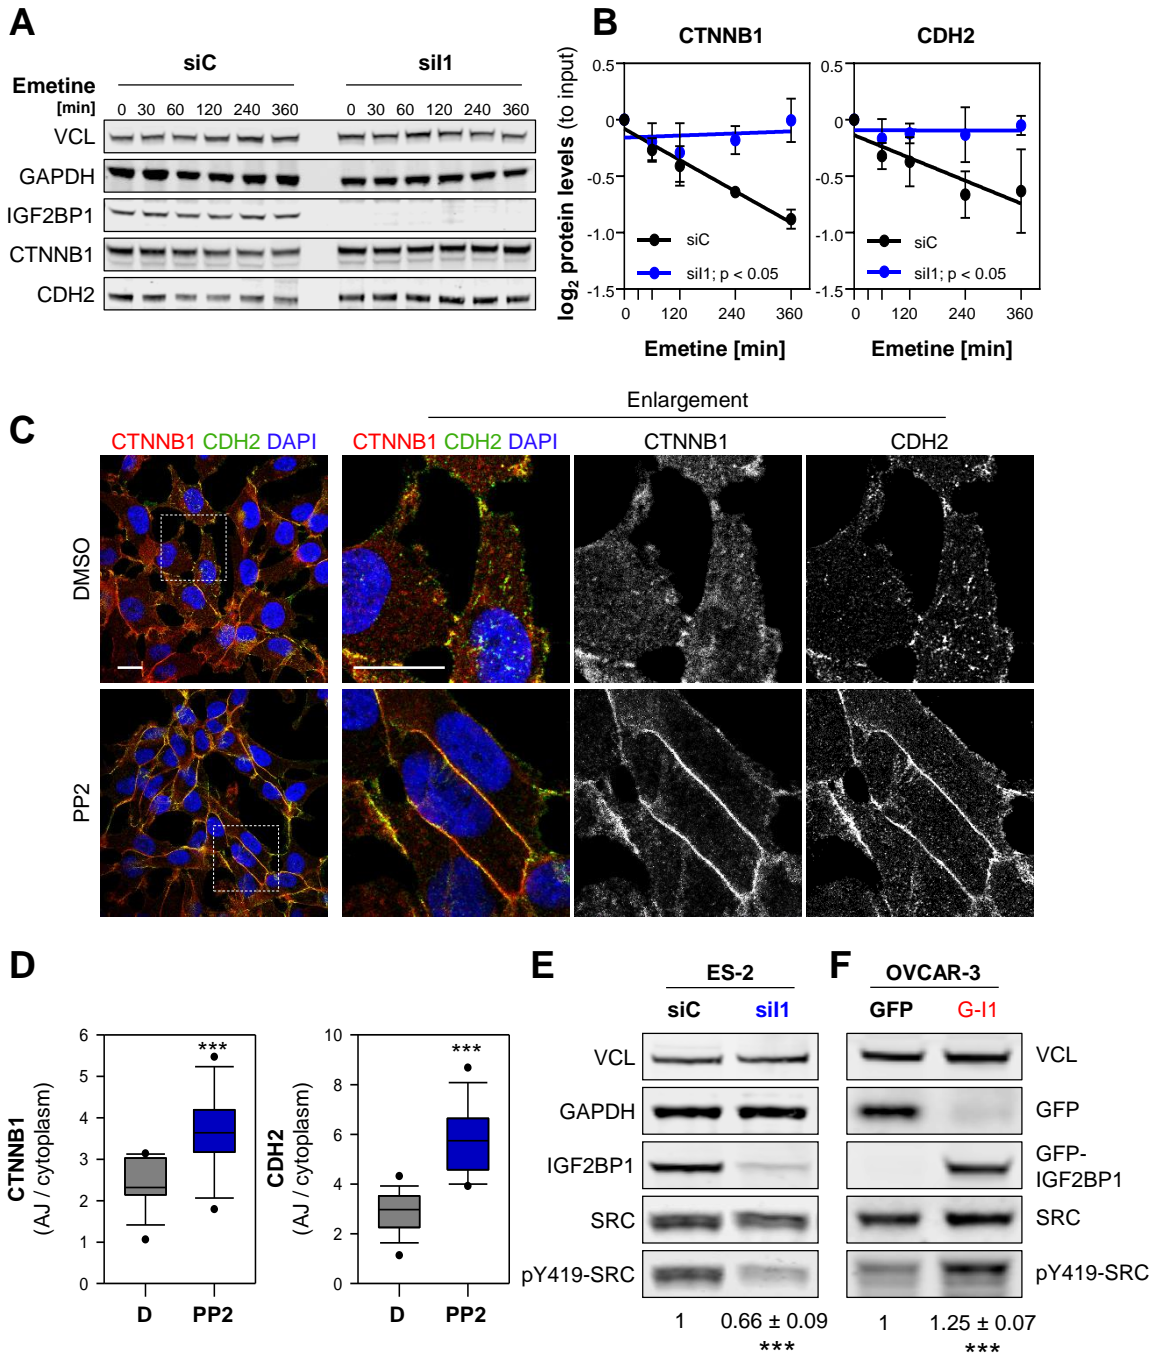 A
siC
siI1
Emetine
[min]
0 30 60 120 240 360
0 30 60 120 240 360
VCL
GAPDH
IGF2BP1
CTNNB1
CDH2
B
CTNNB1
CDH2
log2 protein levels (to input)
0.5
0
-0.5
-1.0
-1.5
siC
siI1; p < 0.05
0 120 240 360
Emetine [min]
0.5
0
-0.5
-1.0
-1.5
siC
siI1; p < 0.05
0 120 240 360
Emetine [min]
C
Enlargement
CTNNB1 CDH2 DAPI
CTNNB1 CDH2 DAPI
CTNNB1
CDH2
DMSO
PP2
D
CTNNB1
(AJ / cytoplasm)
6
5
4
3
2
1
0
***
D PP2
CDH2
(AJ / cytoplasm)
10
8
6
4
2
0
***
D PP2
E
ES-2
siC siI1
VCL
GAPDH
IGF2BP1
SRC
pY419-SRC
1 0.66 ± 0.09
***
F
OVCAR-3
GFP G-I1
VCL
GFP
GFP-
IGF2BP1
SRC
pY419-SRC
1 1.25 ± 0.07
***